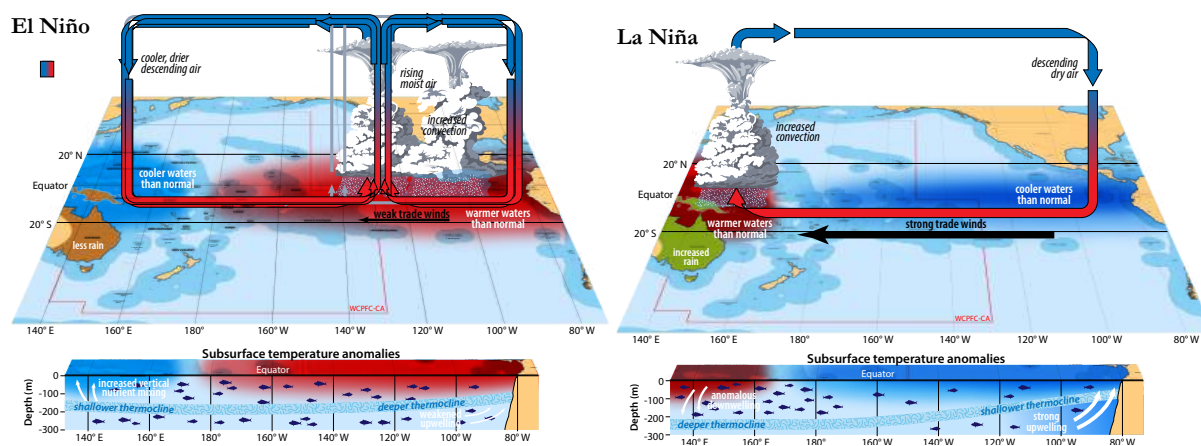 El Niño
cooler, drier
descending air
rising
moist air
increased
convection
20° N
cooler waters
than normal
Equator
weak trade winds
warmer waters
than normal
20° S
less rain
WCPFC-CA
140° E
160° E
180°
160° W
140° W
120° W
100° W
80° W
Subsurface temperature anomalies
Equator
Depth (m)
0
-100
-200
-300
increased vertical
nutrient mixing
shallower thermocline
deeper thermocline
weakened
upwelling
140° E
160° E
180°
160° W
140° W
120° W
100° W
80° W
La Niña
descending
dry air
increased
convection
20° N
Equator
cooler waters
than normal
warmer waters
than normal
strong trade winds
20° S
increased
rain
WCPFC-CA
140° E
160° E
180°
160° W
140° W
120° W
100° W
80° W
Subsurface temperature anomalies
Equator
Depth (m)
0
-100
-200
-300
anomalous
downwelling
deeper thermocline
shallower thermocline
strong
upwelling
140° E
160° E
180°
160° W
140° W
120° W
100° W
80° W